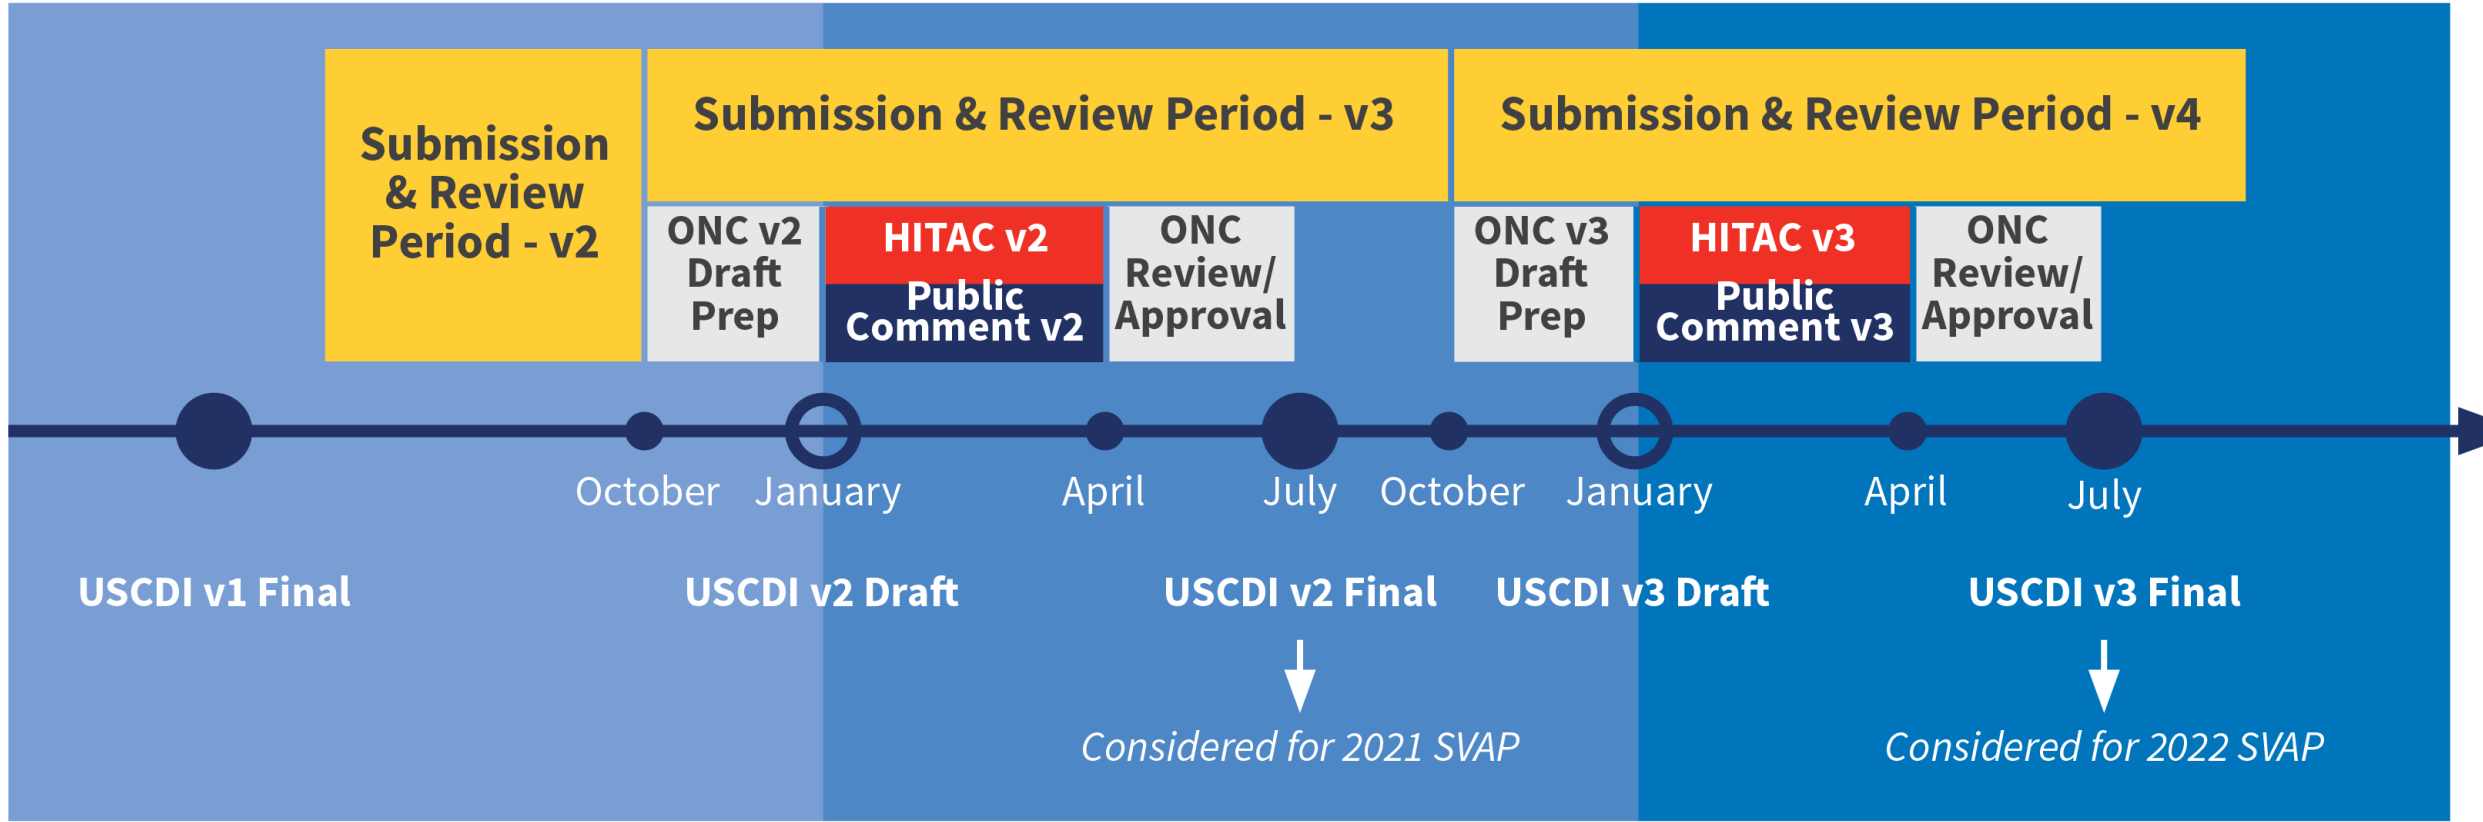 Submission
& Review
Period - v2
Submission & Review Period - v3
Submission & Review Period - v4
ONC v2
Draft
Prep
HITAC v2
Public
Comment v2
ONC
Review/
Approval
ONC v3
Draft
Prep
HITAC v3
Public
Comment v3
ONC
Review/
Approval
October
January
April
July
October
January
April
July
USCDI v1 Final
USCDI v2 Draft
USCDI v2 Final
USCDI v3 Draft
USCDI v3 Final
Considered for 2021 SVAP
Considered for 2022 SVAP